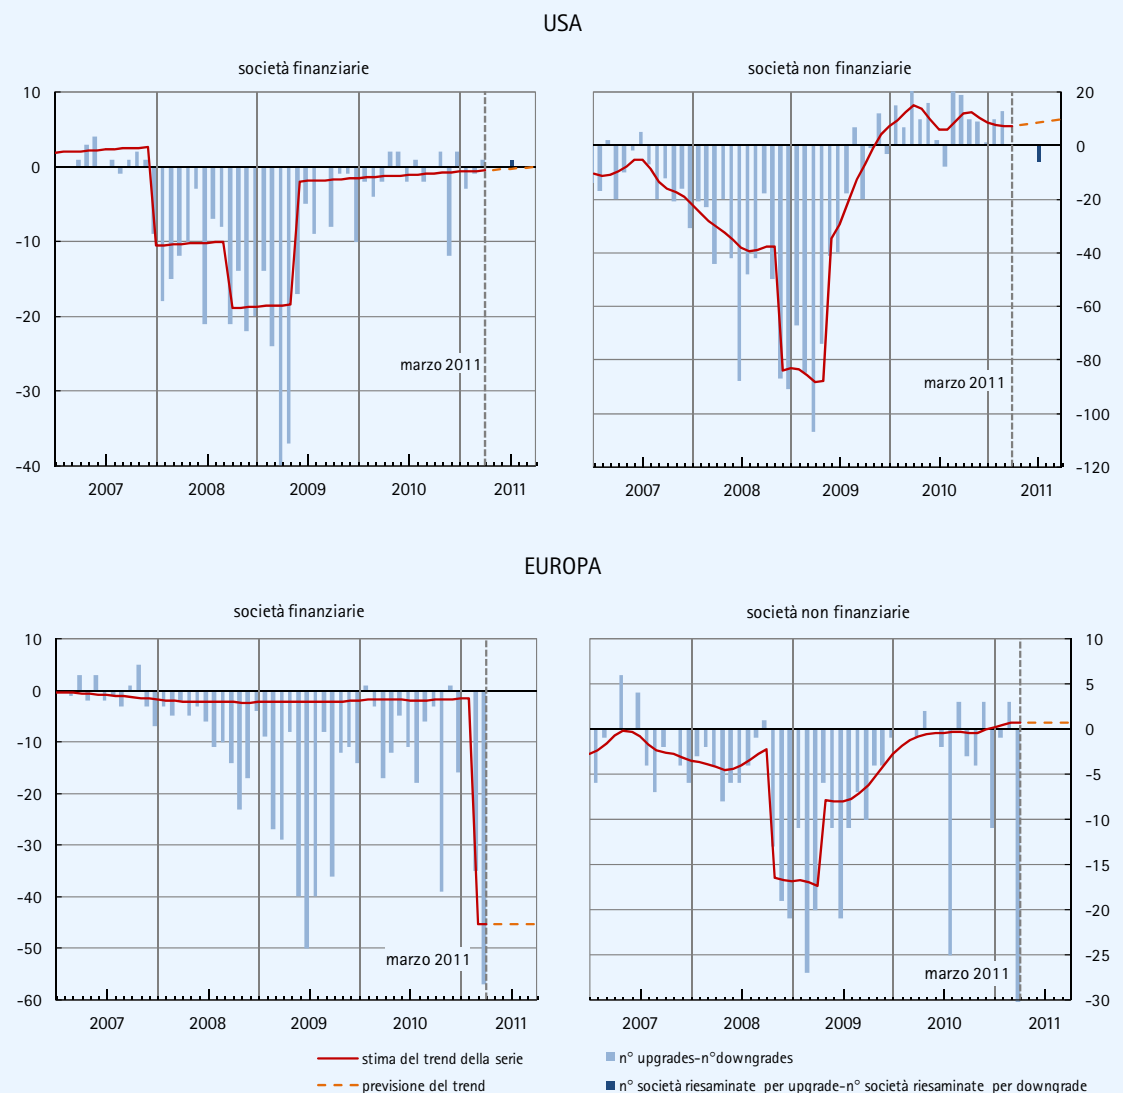 USA
società finanziarie
società non finanziarie
10
0
-10
-20
-30
-40
marzo 2011
2007 2008 2009 2010 2011
20
0
-20
-40
-60
-80
-100
-120
marzo 2011
2007 2008 2009 2010 2011
EUROPA
società finanziarie
società non finanziarie
10
0
-10
-20
-30
-40
-50
-60
marzo 2011
2007 2008 2009 2010 2011
10
5
0
-5
-10
-15
-20
-25
-30
marzo 2011
2007 2008 2009 2010 2011
stima del trend della serie
previsione del trend
n° upgrades-n°downgrades
n° società riesaminate per upgrade-n° società riesaminate per downgrade